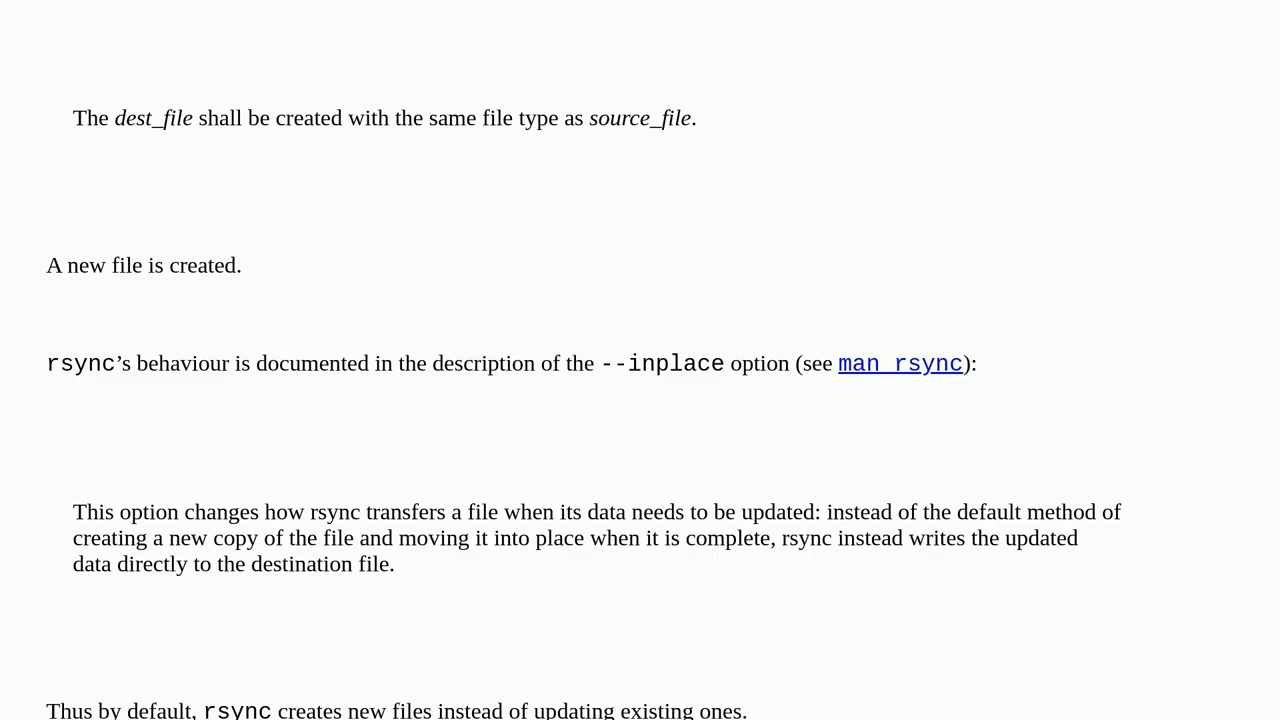 The dest_file shall be created with the same file type as source_file.
A new file is created.
rsync’s behaviour is documented in the description of the --inplace option (see man rsync):
This option changes how rsync transfers a file when its data needs to be updated: instead of the default method of
creating a new copy of the file and moving it into place when it is complete, rsync instead writes the updated
data directly to the destination file.
Thus by default, rsync creates new files instead of updating existing ones.